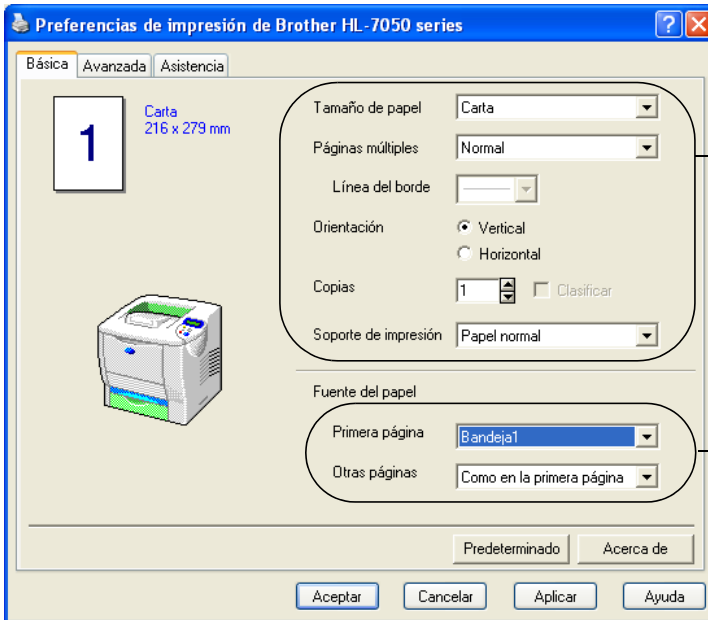 Preferencias de impresión de Brother HL-7050 series
Básica Avanzada Asistencia
1
Carta
216 x 279 mm
Tamaño de papel Carta
Páginas múltiples Normal
Línea del borde
Orientación Vertical
Horizontal
Copias 1 Clasificar
Soporte de impresión Papel normal
Fuente del papel
Primera página Bandeja1
Otras páginas Como en la primera página
Predeterminado Acerca de
Aceptar Cancelar Aplicar Ayuda